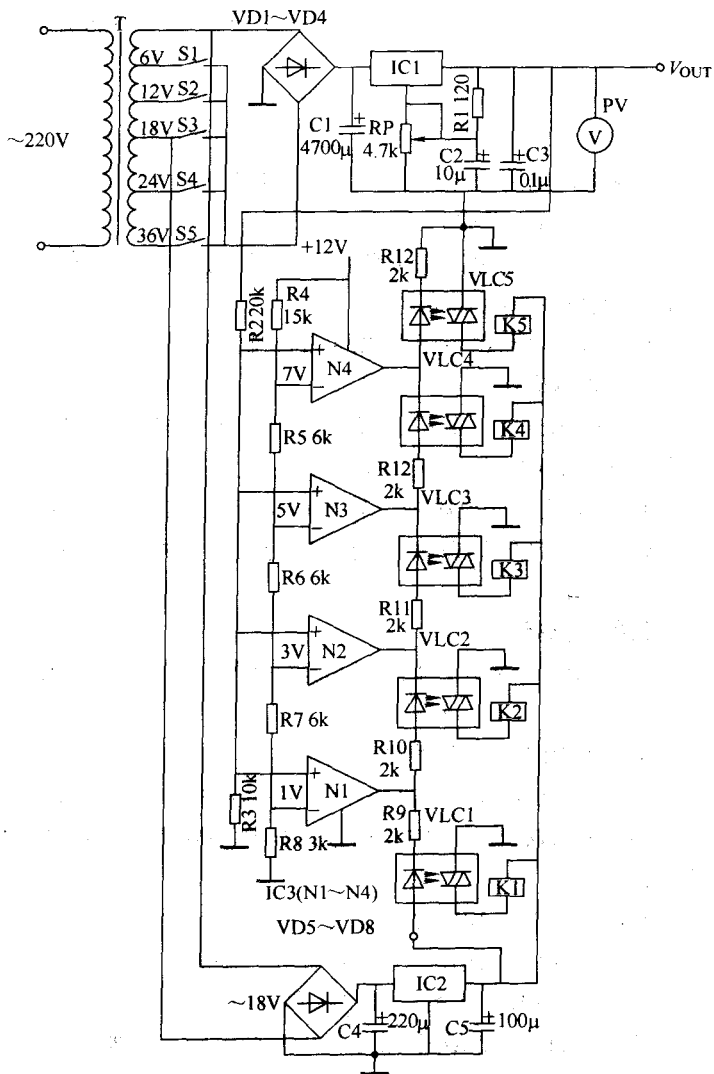 VD1～VD4
T
6V S1
12V S2
18V S3
24V S4
36V S5
～220V
IC1
C1
4700μ
RP
4.7k
R1 120
C2
10μ
C3
0.1μ
PV
V
VOUT
+12V
R2 20k
R4
15k
R12
2k
VLC5
K5
7V
N4
VLC4
K4
R5 6k
R12
2k
5V
N3
VLC3
K3
R6 6k
R11
2k
3V
N2
VLC2
K2
R7 6k
R10
2k
1V
N1
R3 10k
R8 3k
R9
2k
VLC1
K1
IC3(N1～N4)
VD5～VD8
～18V
IC2
C4
220μ
C5
100μ